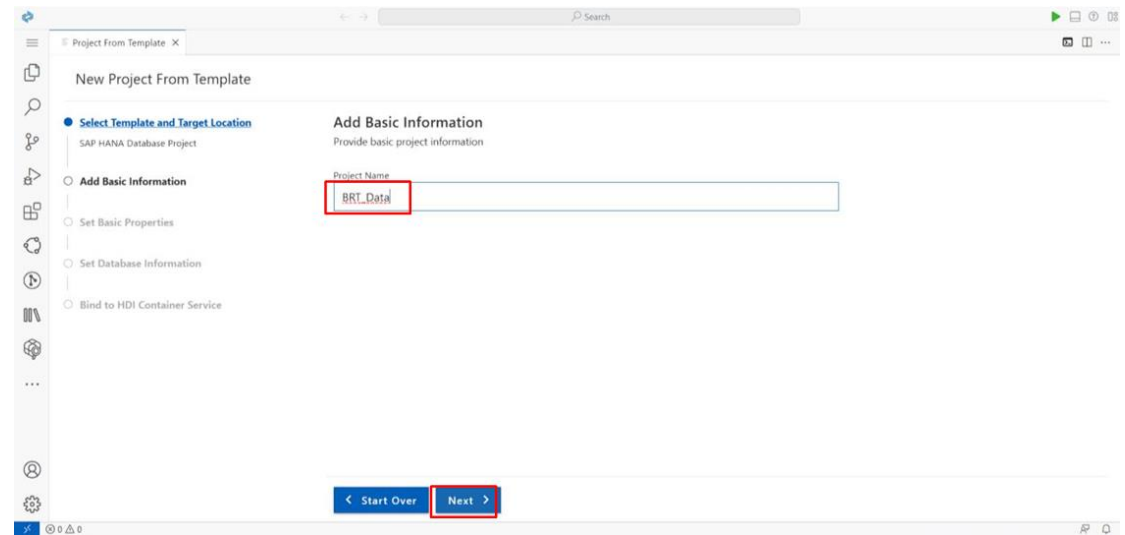 Search
Project From Template
New Project From Template
Select Template and Target Location
SAP HANA Database Project
Add Basic Information
Set Basic Properties
Set Database Information
Bind to HDI Container Service
Add Basic Information
Provide basic project information
Project Name
BRT_Data
Start Over
Next
0 0